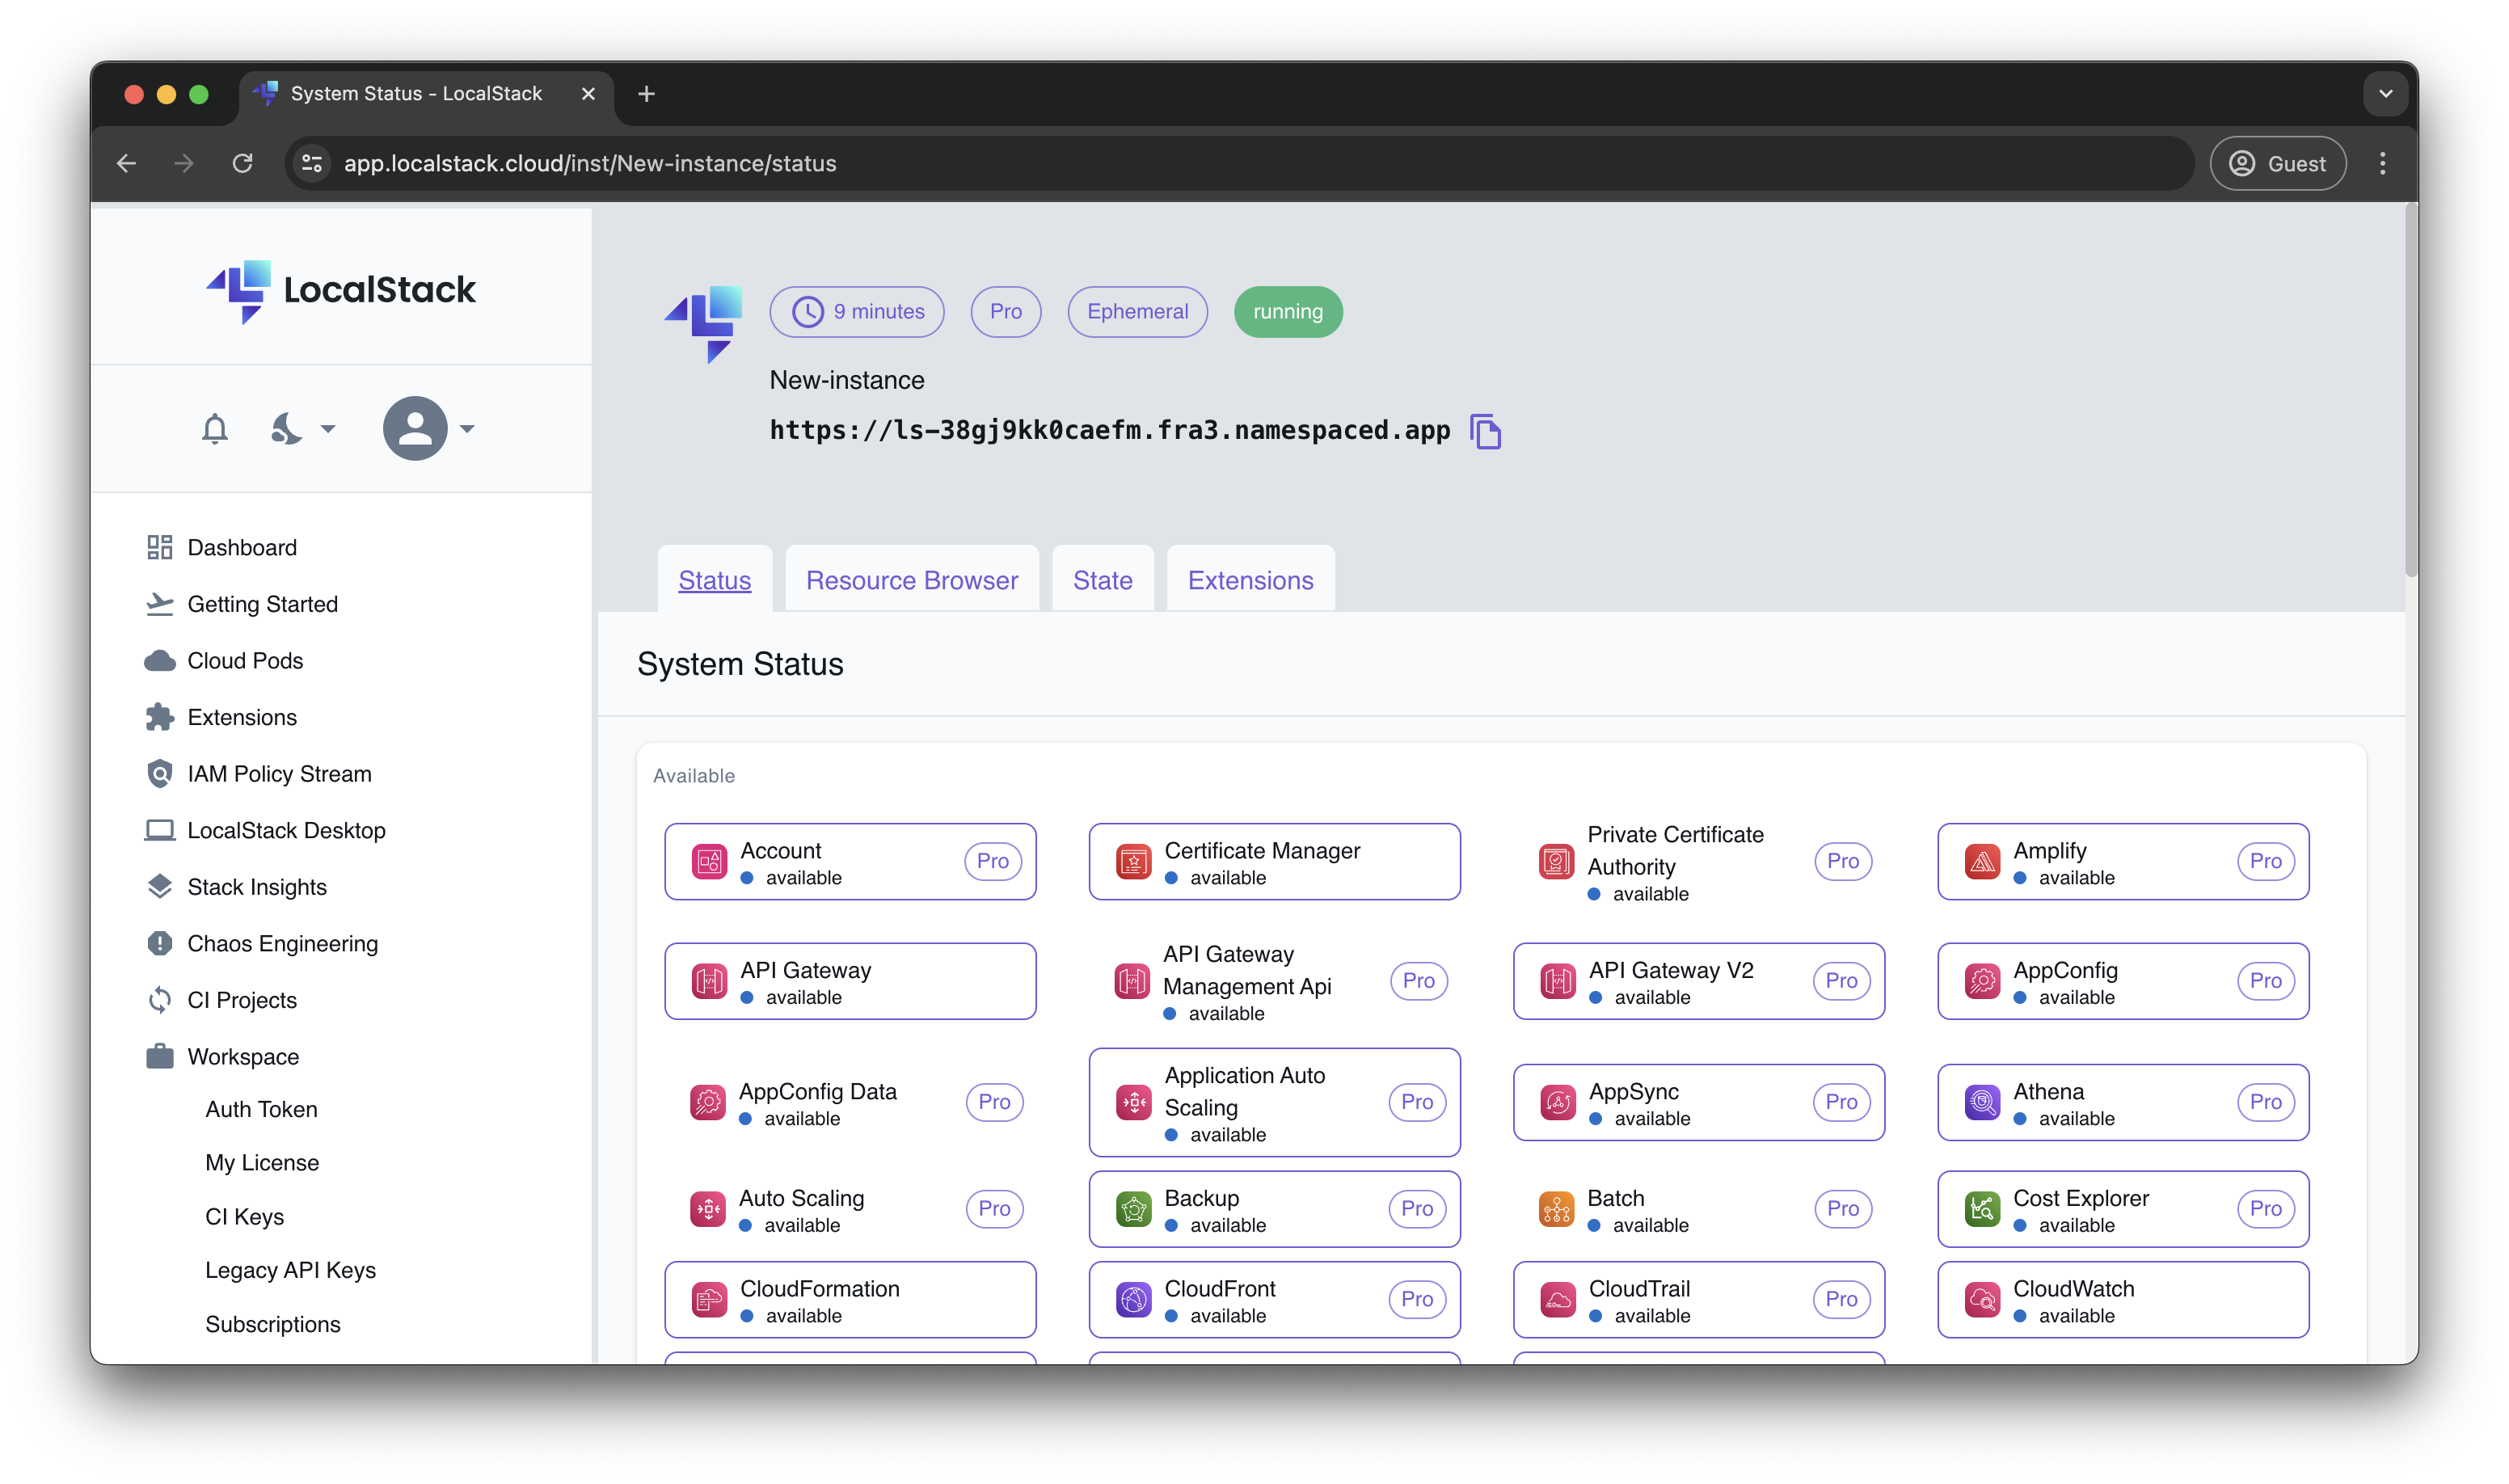 System Status - LocalStack
app.localstack.cloud/inst/New-instance/status
Guest
LocalStack
Dashboard
Getting Started
Cloud Pods
Extensions
IAM Policy Stream
LocalStack Desktop
Stack Insights
Chaos Engineering
CI Projects
Workspace
Auth Token
My License
CI Keys
Legacy API Keys
Subscriptions
9 minutes
Pro
Ephemeral
running
New-instance
https://ls-38gj9kk0caefm.fra3.namespaced.app
Status
Resource Browser
State
Extensions
System Status
Available
Account
available
Pro
Certificate Manager
available
Private Certificate
Authority
available
Pro
Amplify
available
Pro
API Gateway
available
API Gateway
Management Api
available
Pro
API Gateway V2
available
Pro
AppConfig
available
Pro
AppConfig Data
available
Pro
Application Auto
Scaling
available
Pro
AppSync
available
Pro
Athena
available
Pro
Auto Scaling
available
Pro
Backup
available
Pro
Batch
available
Pro
Cost Explorer
available
Pro
CloudFormation
available
CloudFront
available
Pro
CloudTrail
available
Pro
CloudWatch
available